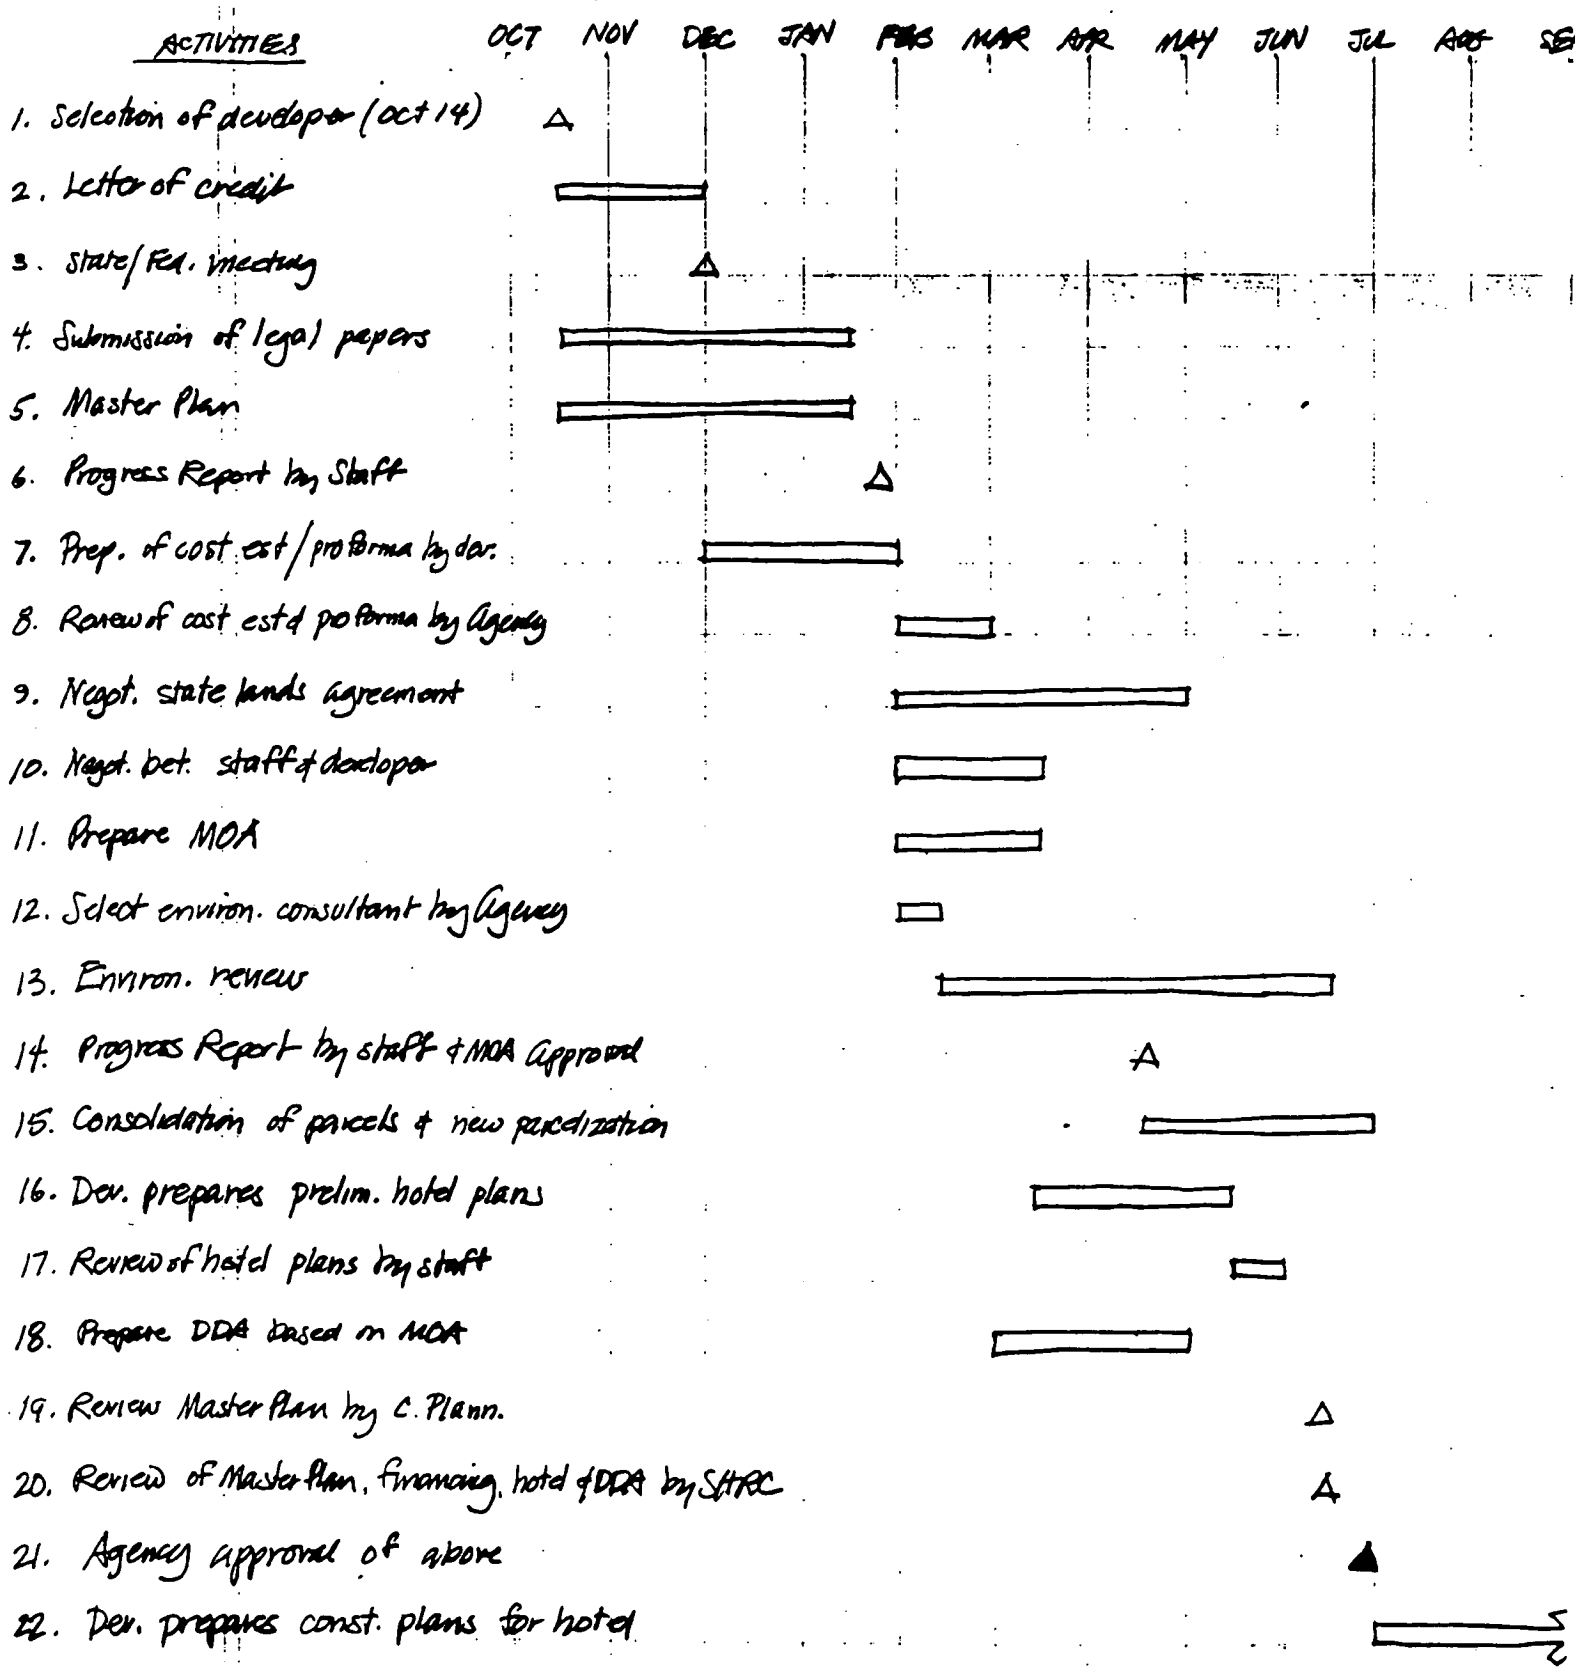 ACTIVITIES OCT NOV DEC JAN FEB MAR APR MAY JUN JUL AUG SE
1. Selection of developer (Oct 14)
2. Letter of credit
3. State/Fed. meeting
4. Submission of legal papers
5. Master Plan
6. Progress Report by Staff
7. Prep. of cost est/proforma by dev.
8. Review of cost est & proforma by Agency
9. Negot. state lands agreement
10. Negot. bet. staff & developer
11. Prepare MOA
12. Select environ. consultant by Agency
13. Environ. review
14. Progress Report by staff & MOA Approval
15. Consolidation of parcels & new parcelization
16. Dev. prepares prelim. hotel plans
17. Review of hotel plans by staff
18. Prepare DDA based on MOA
19. Review Master Plan by C. Plann.
20. Review of Master Plan, financing, hotel & DDA by SHRC
21. Agency approval of above
22. Dev. prepares const. plans for hotel